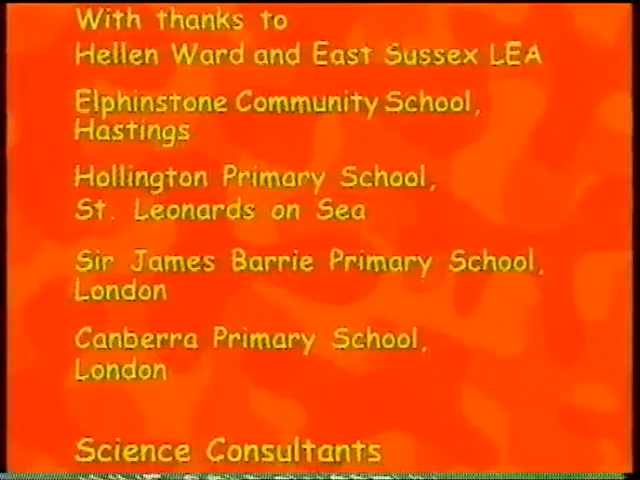 With thanks to
Hellen Ward and East Sussex LEA
Elphinstone Community School,
Hastings
Hollington Primary School,
St. Leonards on Sea
Sir James Barrie Primary School,
London
Canberra Primary School,
London
Science Consultants